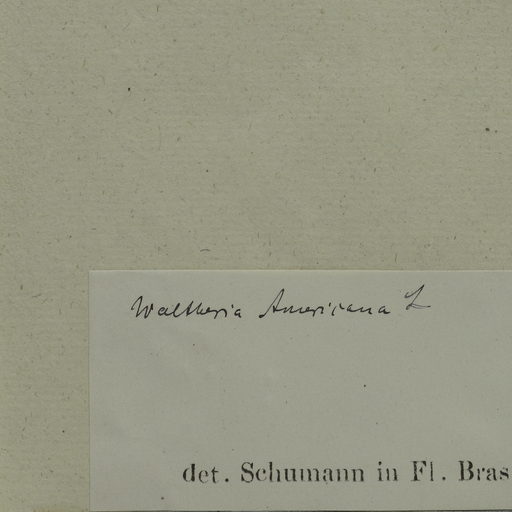 Waltheria Americana L
det. Schumann in Fl. Bras